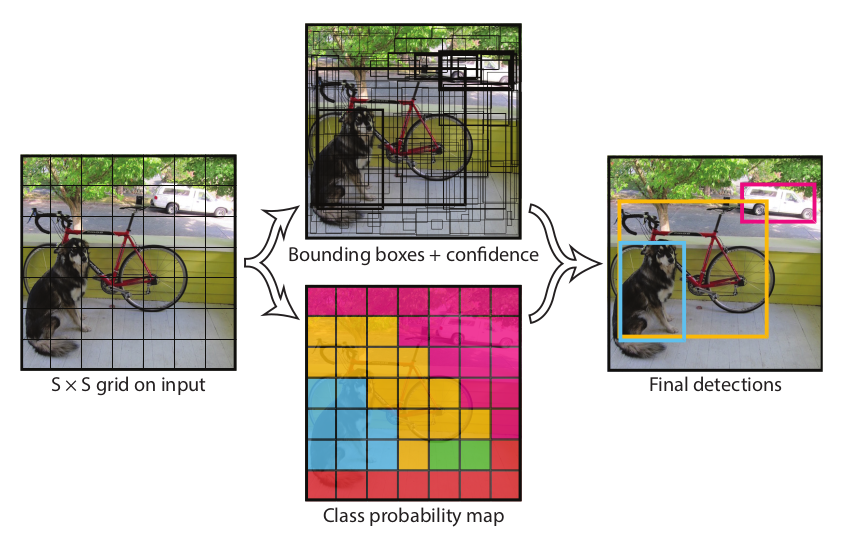 S × S grid on input
Bounding boxes + confidence
Class probability map
Final detections